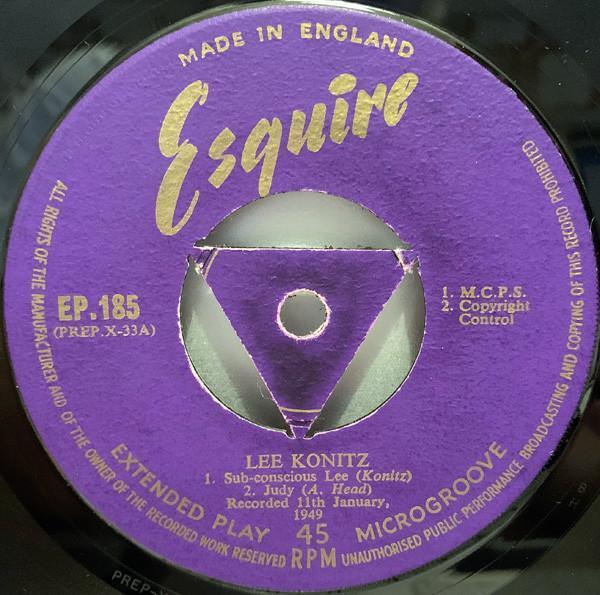 MADE IN ENGLAND
Esquire
EP.185
(PREP.X-33A)
1. M.C.P.S.
2. Copyright
Control
LEE KONITZ
1. Sub-conscious Lee (Konitz)
2. Judy (A. Head)
Recorded 11th January,
1949
EXTENDED PLAY 45 RPM MICROGROOVE
ALL RIGHTS OF THE MANUFACTURER AND OF THE OWNER OF THE RECORDED WORK RESERVED
UNAUTHORISED PUBLIC PERFORMANCE BROADCASTING AND COPYING OF THIS RECORD PROHIBITED